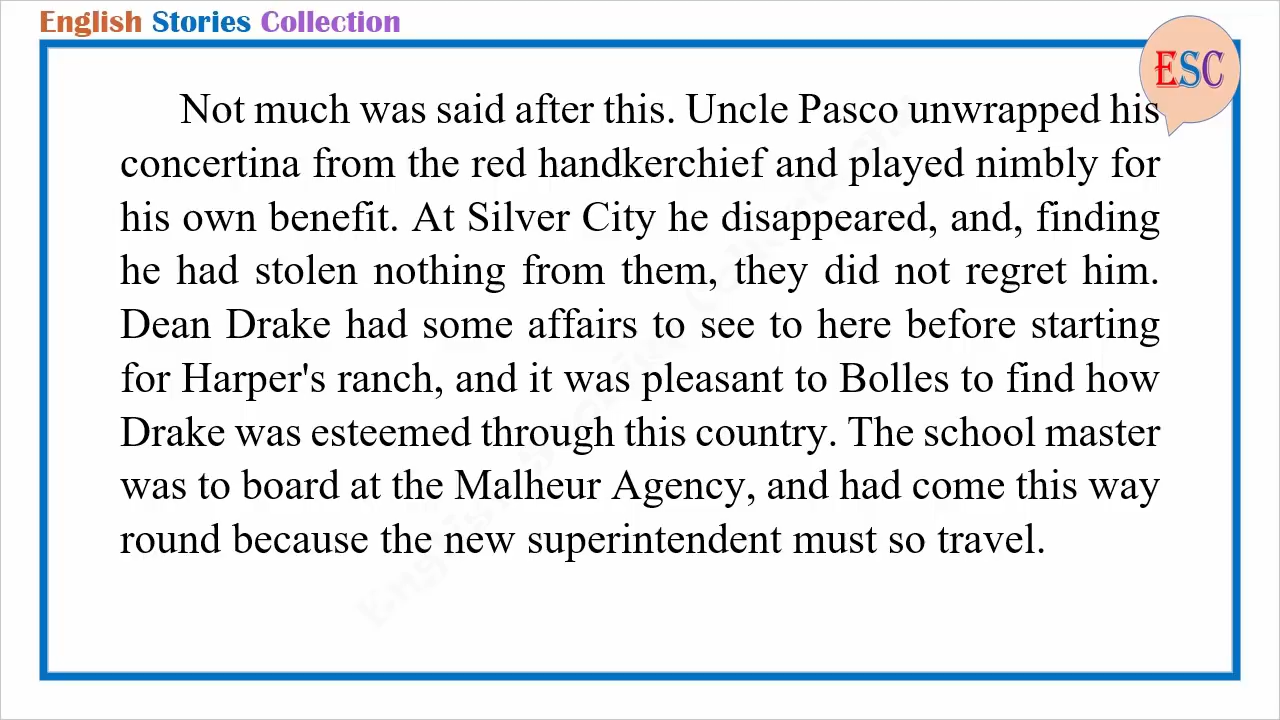 English Stories Collection
ESC
Not much was said after this. Uncle Pasco unwrapped his
concertina from the red handkerchief and played nimbly for
his own benefit. At Silver City he disappeared, and, finding
he had stolen nothing from them, they did not regret him.
Dean Drake had some affairs to see to here before starting
for Harper's ranch, and it was pleasant to Bolles to find how
Drake was esteemed through this country. The school master
was to board at the Malheur Agency, and had come this way
round because the new superintendent must so travel.